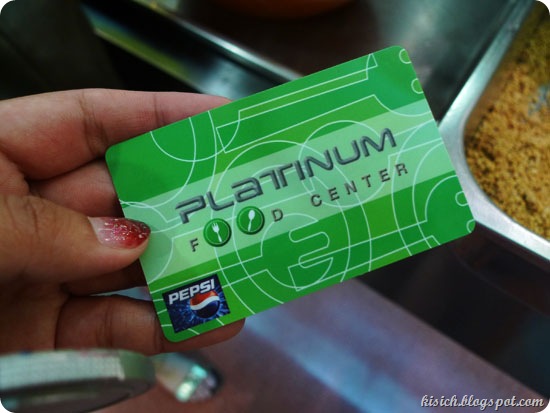 PLATINUM
FOOD CENTER
PEPSI
kisich.blogspot.com